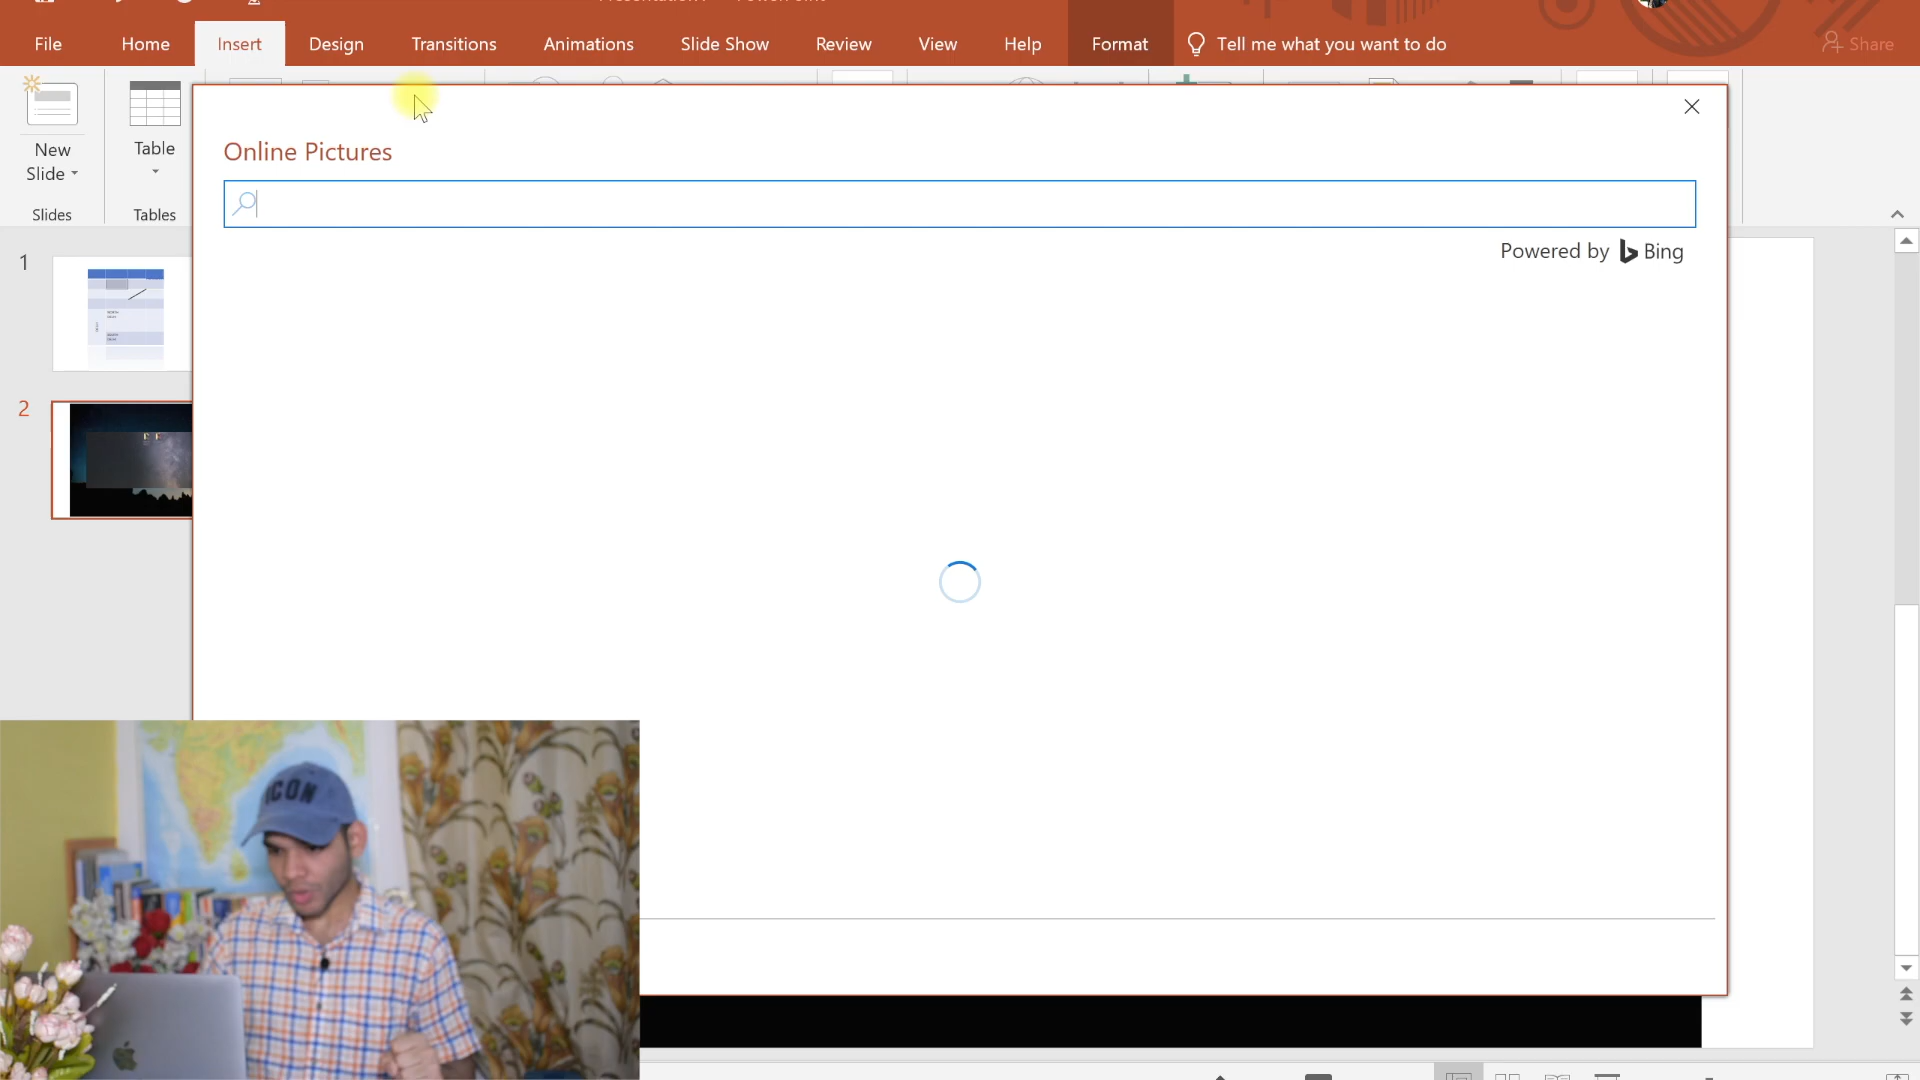 File Home Insert Design Transitions Animations Slide Show Review View Help Format Tell me what you want to do Share
New
Slide
Slides
Table
Tables
Online Pictures
Powered by Bing
1
2
ICON